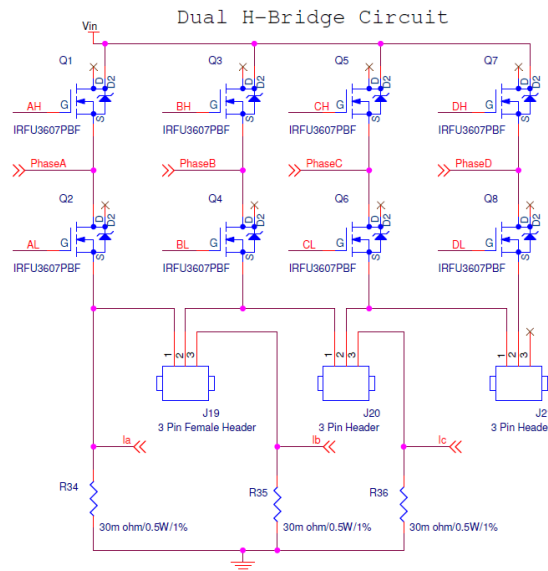 Dual H-Bridge Circuit
Vin
Q1 Q3 Q5 Q7
D D2 D D2 D D2 D D2
AH G BH G CH G DH G
S S S S
IRFU3607PBF IRFU3607PBF IRFU3607PBF IRFU3607PBF
PhaseA PhaseB PhaseC PhaseD
Q2 Q4 Q6 Q8
D D2 D D2 D D2 D D2
AL G BL G CL G DL G
S S S S
IRFU3607PBF IRFU3607PBF IRFU3607PBF IRFU3607PBF
1 2 3 1 2 3 1 2 3
J19 J20 J2
3 Pin Female Header 3 Pin Header 3 Pin Heade
Ia Ib Ic
R34 R35 R36
30m ohm/0.5W/1% 30m ohm/0.5W/1% 30m ohm/0.5W/1%